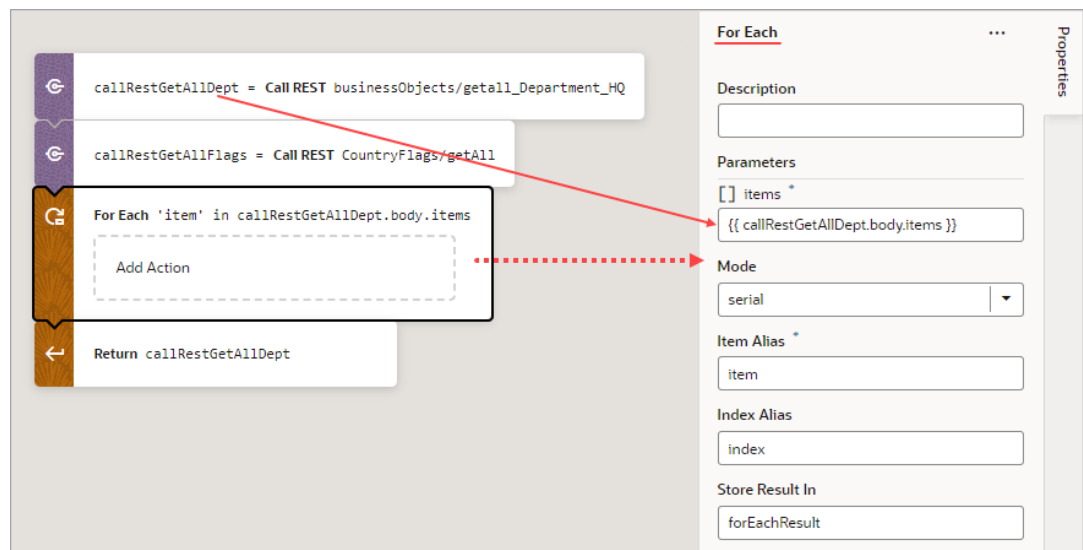 callRestGetAllDept = Call REST businessObjects/getall_Department_HQ
callRestGetAllFlags = Call REST CountryFlags/getAll
For Each 'item' in callRestGetAllDept.body.items
Add Action
Return callRestGetAllDept
For Each
...
Properties
Description
Parameters
[] items *
{{ callRestGetAllDept.body.items }}
Mode
serial
Item Alias *
item
Index Alias
index
Store Result In
forEachResult